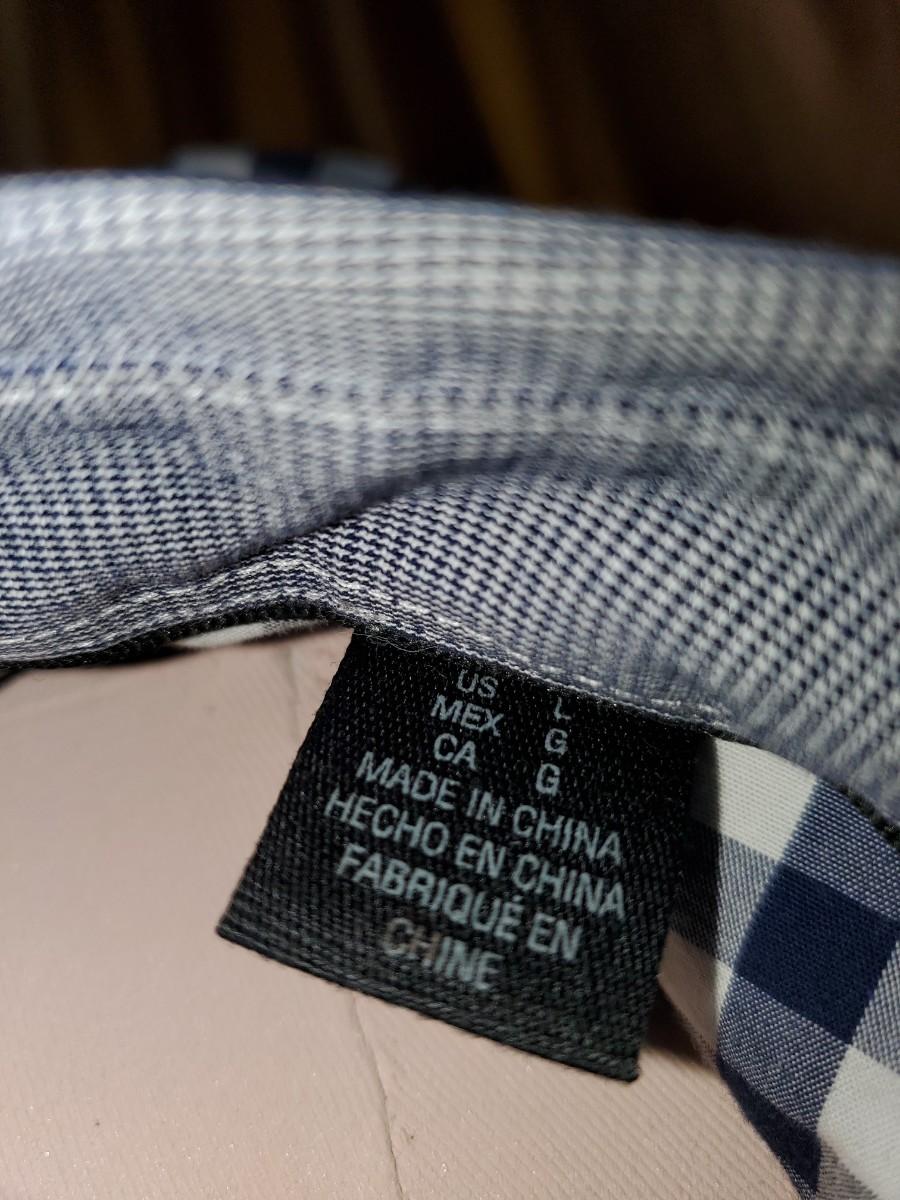 US L
MEX G
CA G
MADE IN CHINA
HECHO EN CHINA
FABRIQUÉ EN
CHINE